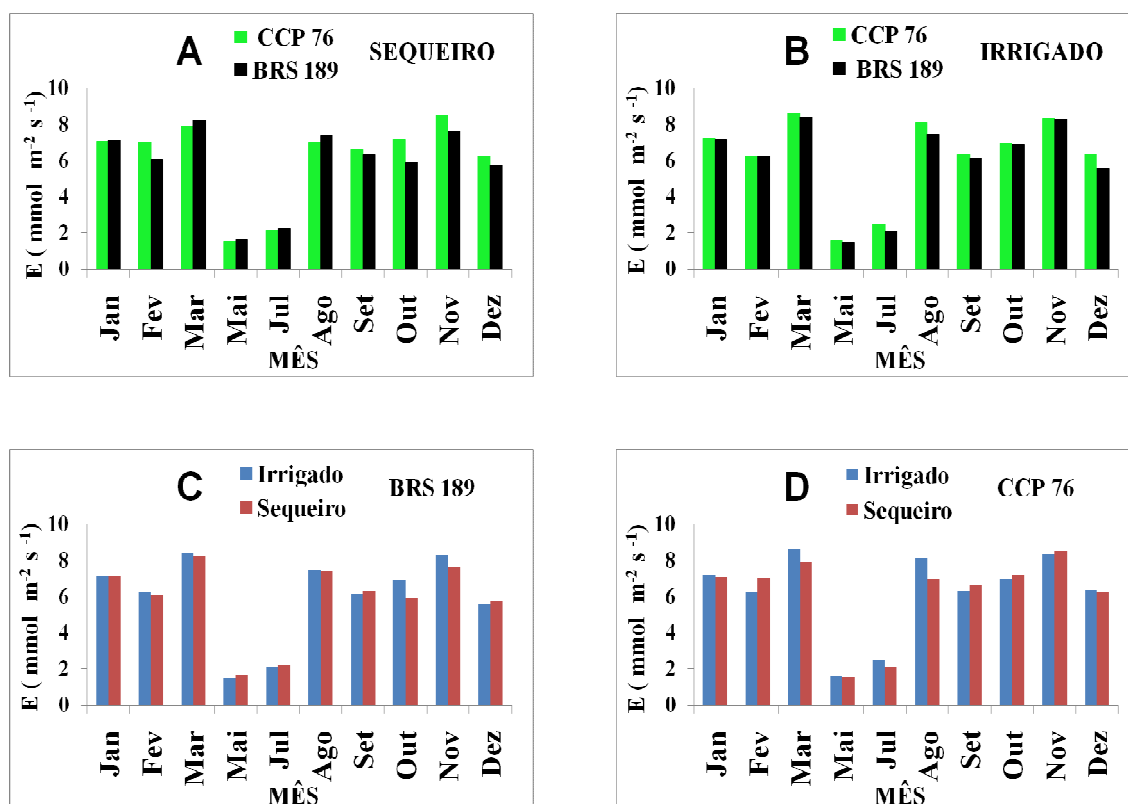 A
CCP 76
BRS 189
SEQUEIRO
E ( mmol m⁻² s⁻¹)
10
8
6
4
2
0
Jan Fev Mar Mai Jul Ago Set Out Nov Dez
MÊS
B
CCP 76
BRS 189
IRRIGADO
E ( mmol m⁻² s⁻¹)
10
8
6
4
2
0
Jan Fev Mar Mai Jul Ago Set Out Nov Dez
MÊS
C
Irrigado
Sequeiro
BRS 189
E ( mmol m⁻² s⁻¹)
10
8
6
4
2
0
Jan Fev Mar Mai Jul Ago Set Out Nov Dez
MÊS
D
Irrigado
Sequeiro
CCP 76
E ( mmol m⁻² s⁻¹)
10
8
6
4
2
0
Jan Fev Mar Mai Jul Ago Set Out Nov Dez
MÊS